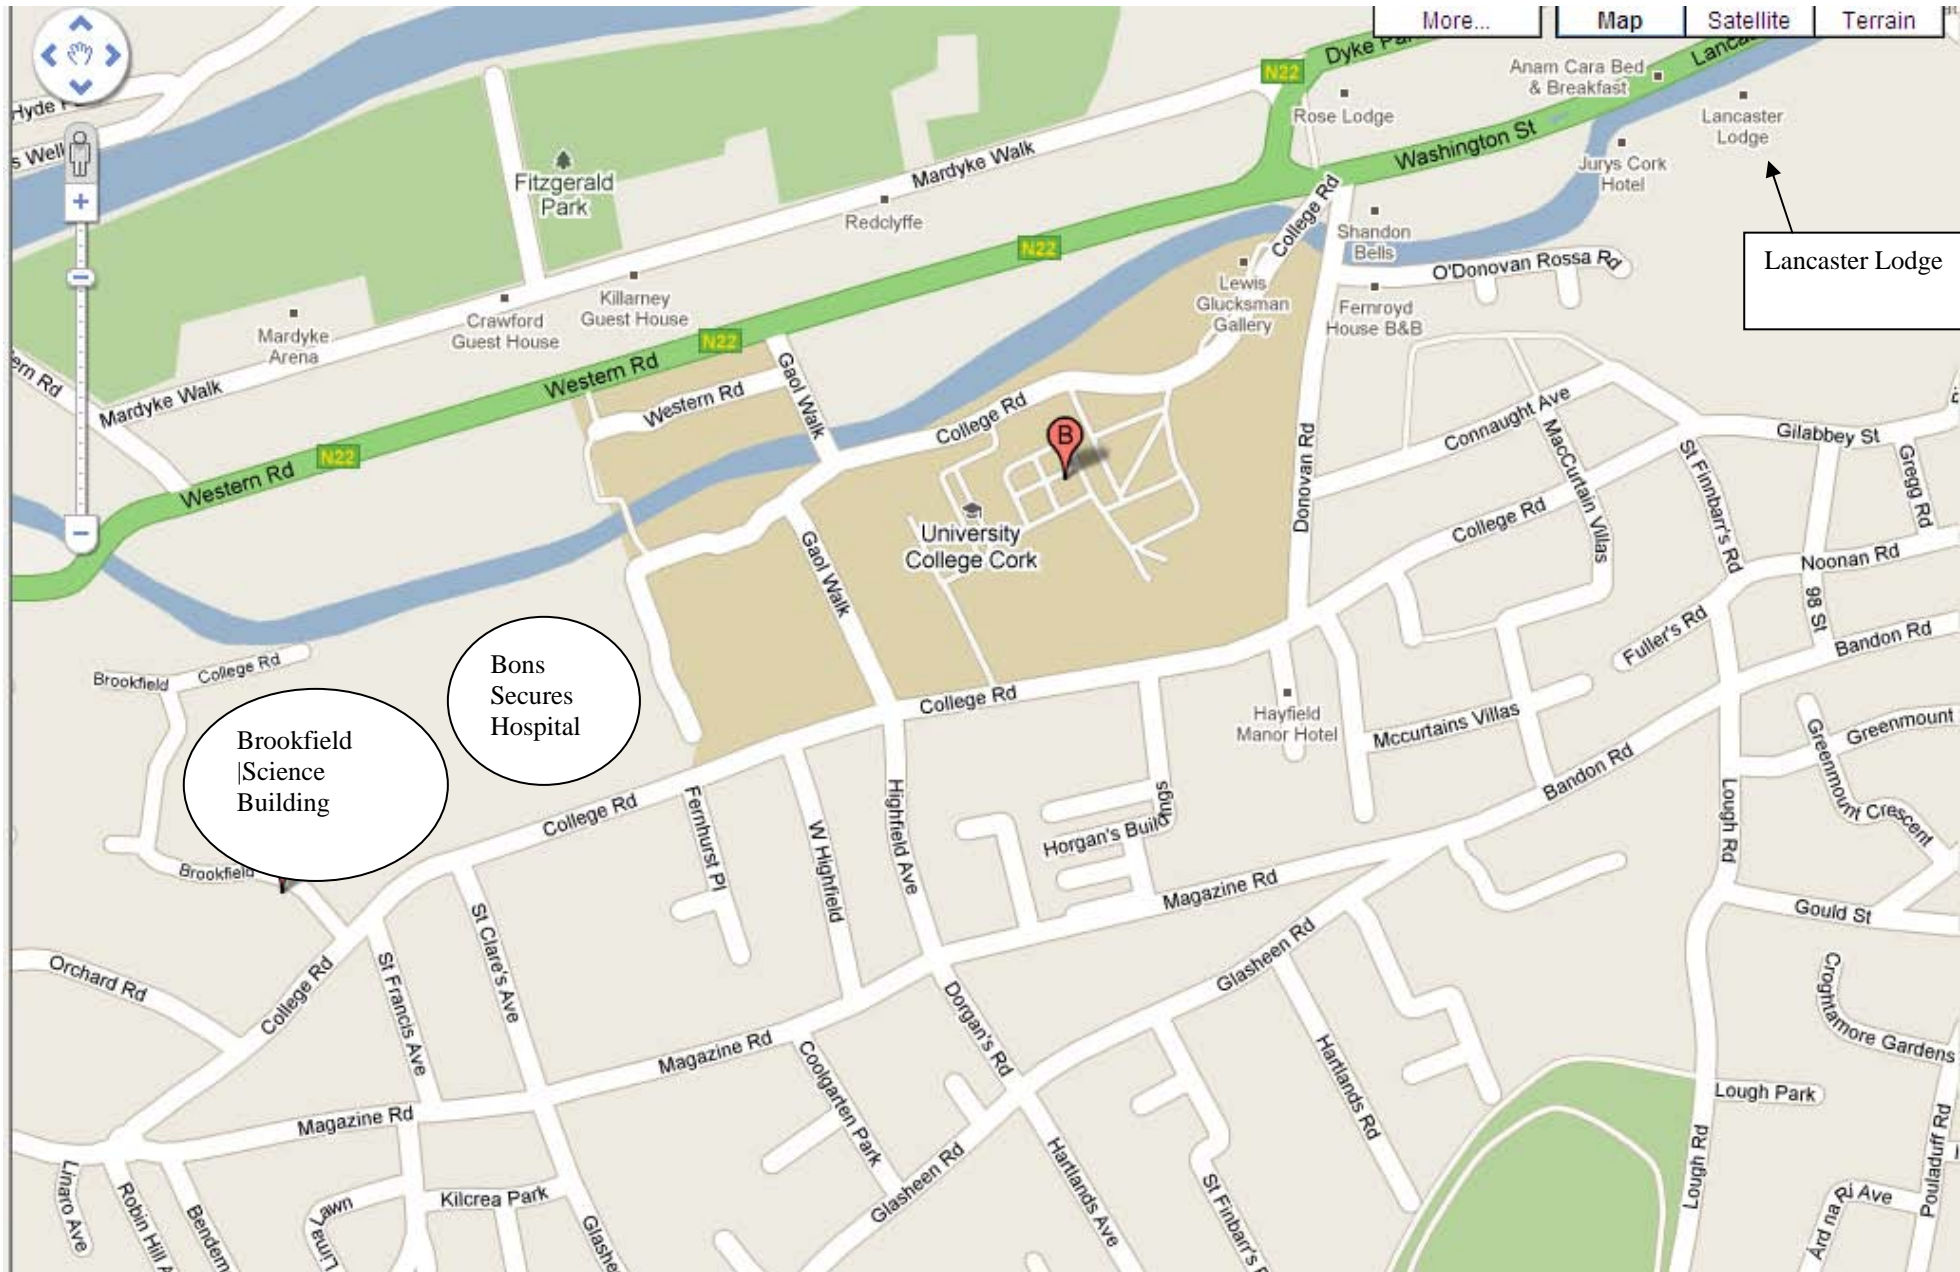 More...
Map
Satellite
Terrain
Dyke
N22
Anam Cara Bed
& Breakfast
Rose Lodge
Lancaster
Lodge
Washington St
Jurys Cork
Hotel
Fitzgerald
Park
Mardyke Walk
Redclyffe
College Rd
Shandon
Bells
N22
O'Donovan Rossa Rd
Lancaster Lodge
Lewis
Glucksman
Gallery
Fernroyd
House B&B
Killarney
Guest House
Crawford
Guest House
Mardyke
Arena
N22
Western Rd
Mardyke Walk
Western Rd
Gaol Walk
College Rd
B
Connaught Ave
Gilabbey St
Gregg Rd
Western Rd
N22
Donovan Rd
MacCurtain Villas
St Finnbarr's Rd
College Rd
University
College Cork
Gaol Walk
Noonan Rd
98 St
Fuller's Rd
Bandon Rd
Brookfield
College Rd
Bons
Secures
Hospital
College Rd
Hayfield
Manor Hotel
Mccurtains Villas
Greenmount
Greenmount Crescent
Brookfield
|Science
Building
Bandon Rd
College Rd
Fernhurst Pl
W Highfield
Highfield Ave
Horgan's Buildings
Lough Rd
Brookfield
Magazine Rd
Gould St
St Clare's Ave
Glasheen Rd
Orchard Rd
College Rd
St Francis Ave
Dorgan's Rd
Croghtamore Gardens
Magazine Rd
Coolgarten Park
Hartlands Rd
Lough Park
Magazine Rd
Glasheen Rd
Hartlands Ave
Lough Rd
Pouladuff Rd
Linaro Ave
Robin Hill
Lawn
Kilcrea Park
St Finbarr's
Ard na Ri Ave